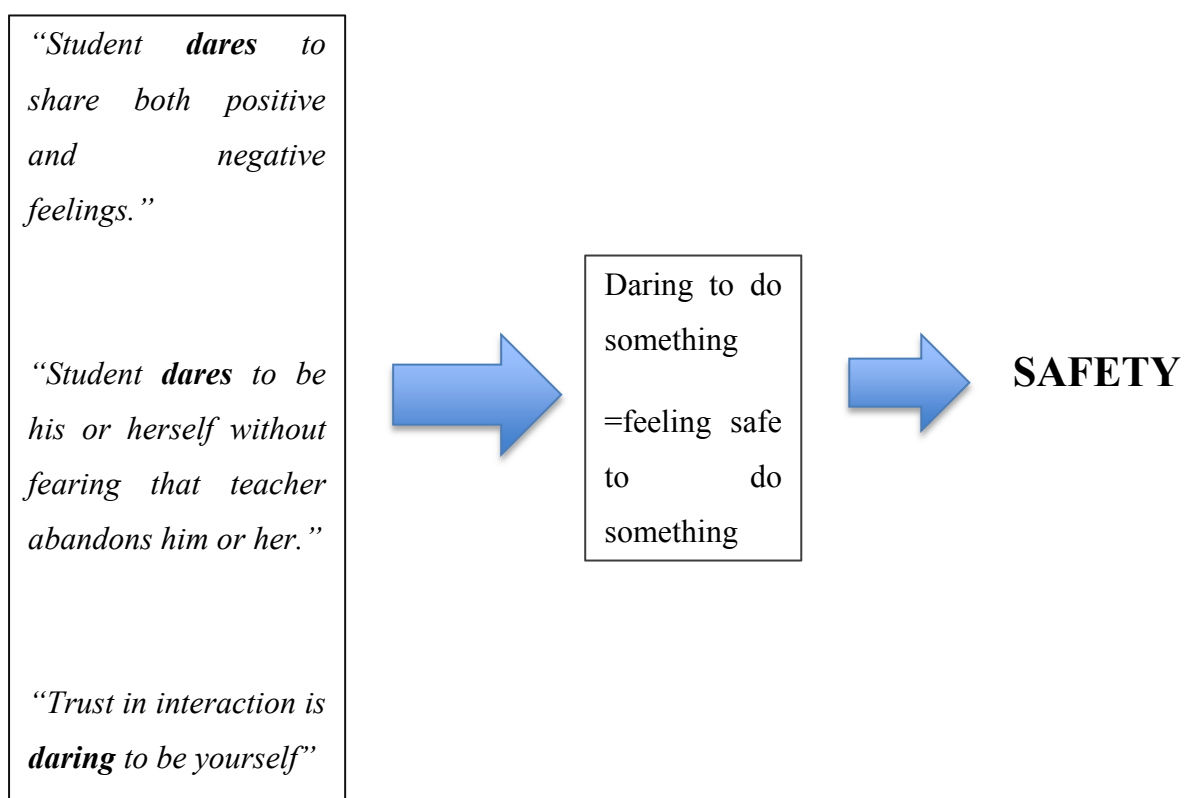 “Student dares to
share both positive
and negative
feelings.”
“Student dares to be
his or herself without
fearing that teacher
abandons him or her.”
“Trust in interaction is
daring to be yourself”
Daring to do
something
=feeling safe
to do
something
SAFETY